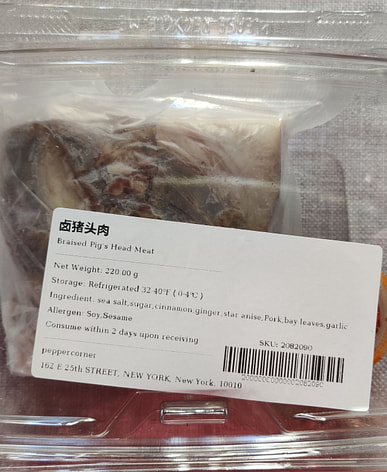 卤猪头肉
Braised Pig's Head Meat
Net Weight: 220.00 g
Storage: Refrigerated 32-40°F ( 0-4°C )
Ingredient: sea salt,sugar,cinnamon,ginger,star anise,Pork,bay leaves,garlic
Allergen: Soy,Sesame
Consume within 2 days upon receiving
SKU: 2082090
peppercorner
162 E 25th STREET, NEW YORK, New York, 10010